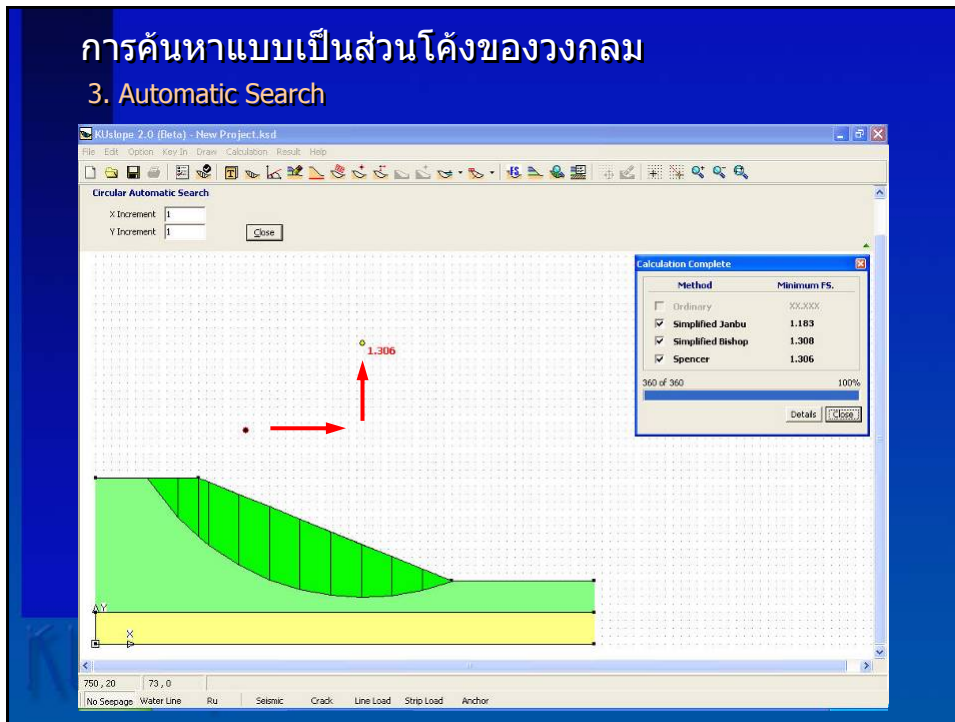 การค้นหาแบบเป็นส่วนโค้งของวงกลม
3. Automatic Search
KUslope 2.0 (Beta) - New Project.ksd
File Edit Option Key In Draw Calculation Result Help
Circular Automatic Search
X Increment 1
Y Increment 1
Close
Calculation Complete
Method Minimum FS.
Ordinary XX.XXX
Simplified Janbu 1.183
Simplified Bishop 1.308
Spencer 1.306
360 of 360 100%
Details Close
1.306
Y
X
750 , 20 73 , 0
No Seepage Water Line Ru Seismic Crack Line Load Strip Load Anchor